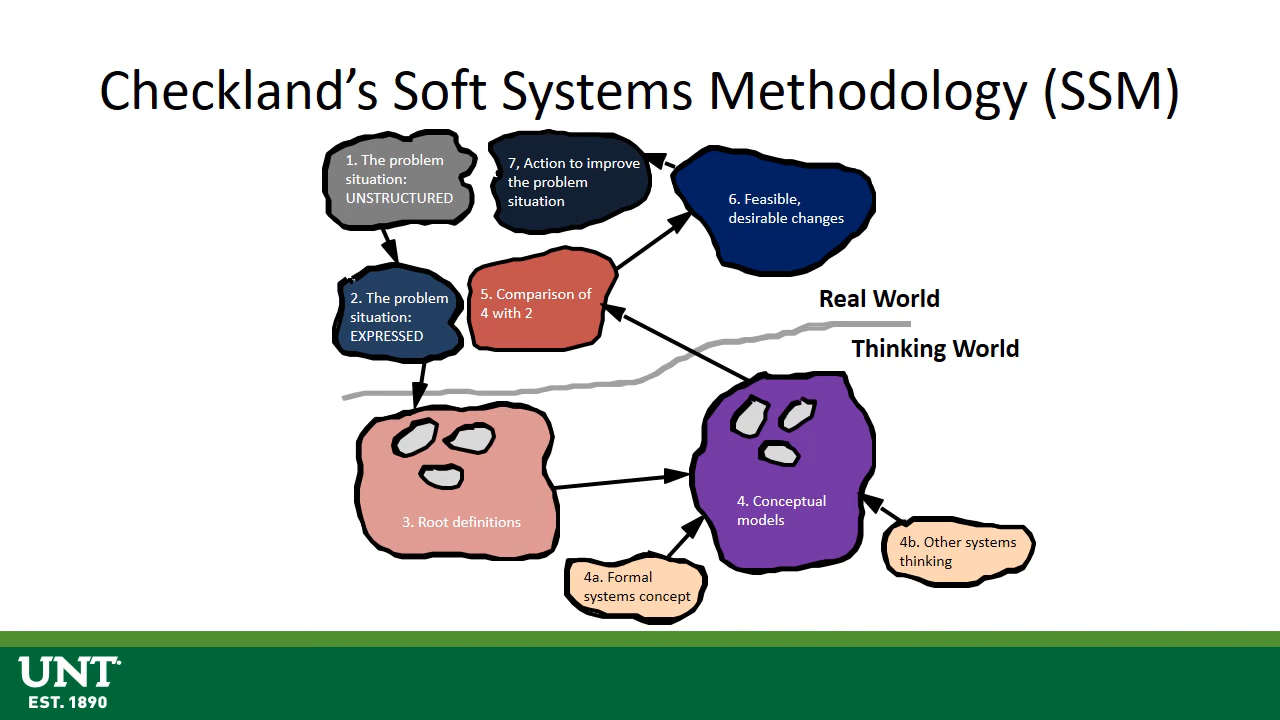 Checkland’s Soft Systems Methodology (SSM)
1. The problem
situation:
UNSTRUCTURED
7, Action to improve
the problem
situation
6. Feasible,
desirable changes
2. The problem
situation:
EXPRESSED
5. Comparison of
4 with 2
Real World
Thinking World
3. Root definitions
4. Conceptual
models
4a. Formal
systems concept
4b. Other systems
thinking
UNT
EST. 1890